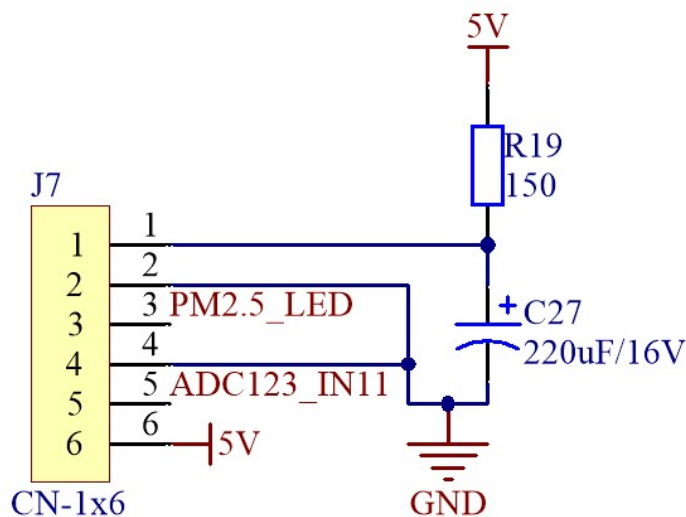 5V
R19
150
J7
1 1
2 2
PM2.5_LED
3 3
4 4
ADC123_IN11
5 5
6 6
5V
C27
220uF/16V
CN-1x6
GND